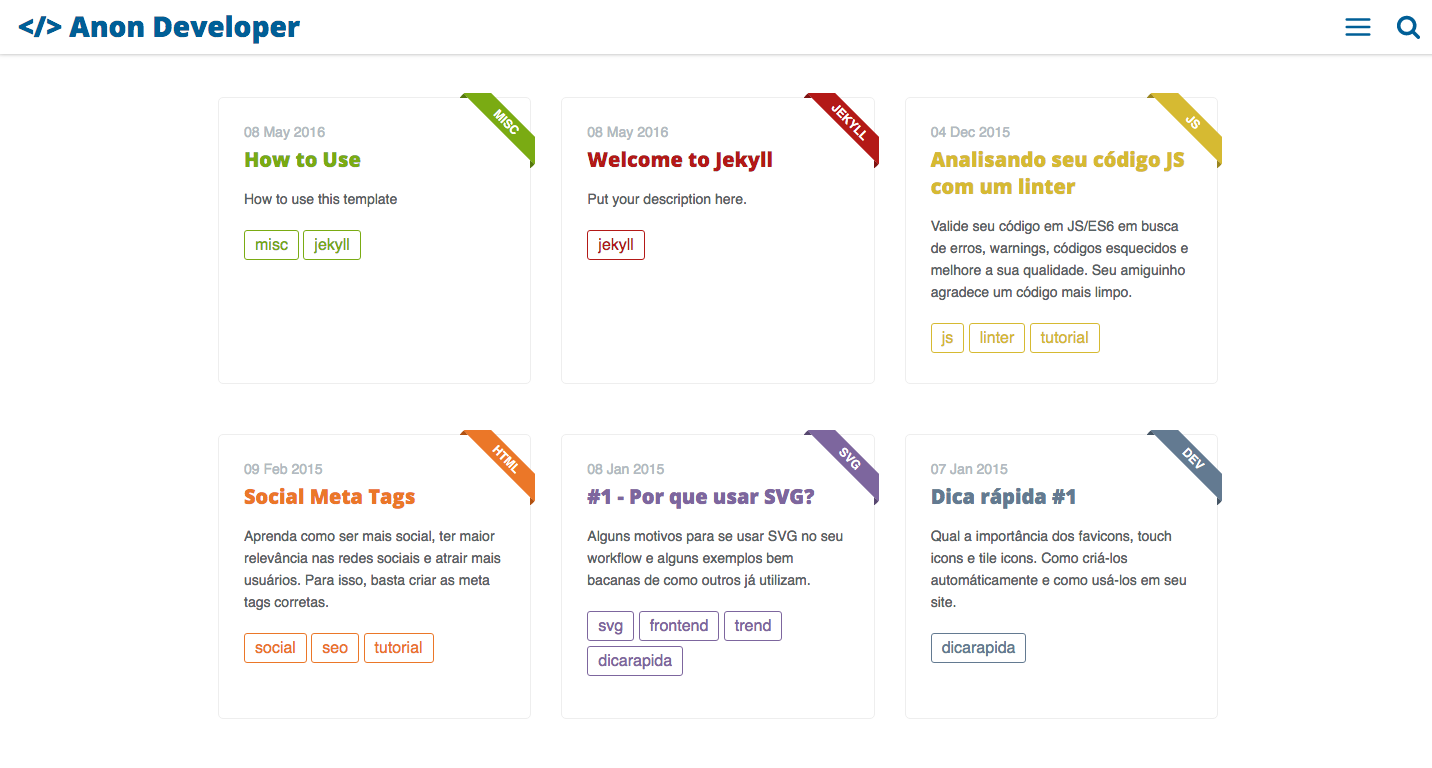 </> Anon Developer
MISC
08 May 2016
How to Use
How to use this template
misc jekyll
JEKYLL
08 May 2016
Welcome to Jekyll
Put your description here.
jekyll
JS
04 Dec 2015
Analisando seu código JS
com um linter
Valide seu código em JS/ES6 em busca
de erros, warnings, códigos esquecidos e
melhore a sua qualidade. Seu amiguinho
agradece um código mais limpo.
js linter tutorial
HTML
09 Feb 2015
Social Meta Tags
Aprenda como ser mais social, ter maior
relevância nas redes sociais e atrair mais
usuários. Para isso, basta criar as meta
tags corretas.
social seo tutorial
SVG
08 Jan 2015
#1 - Por que usar SVG?
Alguns motivos para se usar SVG no seu
workflow e alguns exemplos bem
bacanas de como outros já utilizam.
svg frontend trend
dicarapida
DEV
07 Jan 2015
Dica rápida #1
Qual a importância dos favicons, touch
icons e tile icons. Como criá-los
automáticamente e como usá-los em seu
site.
dicarapida